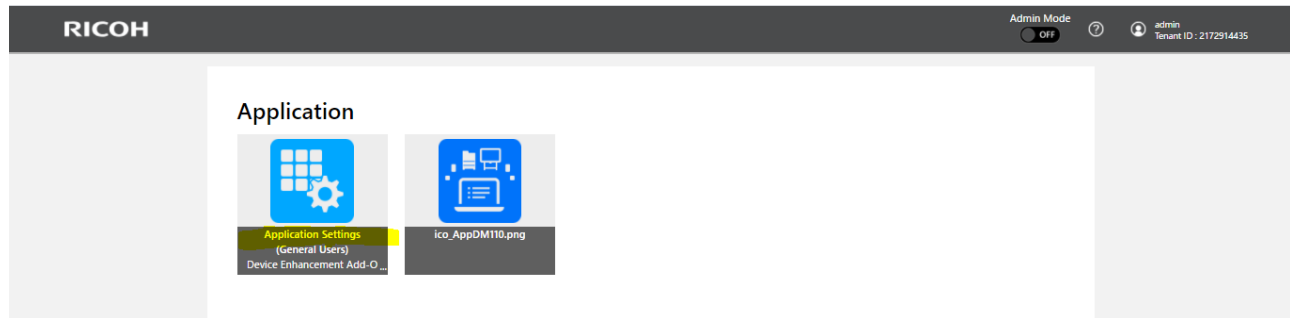 RICOH
Admin Mode
OFF
?
admin
Tenant ID : 2172914435
Application
Application Settings
(General Users)
Device Enhancement Add-O ...
ico_AppDM110.png